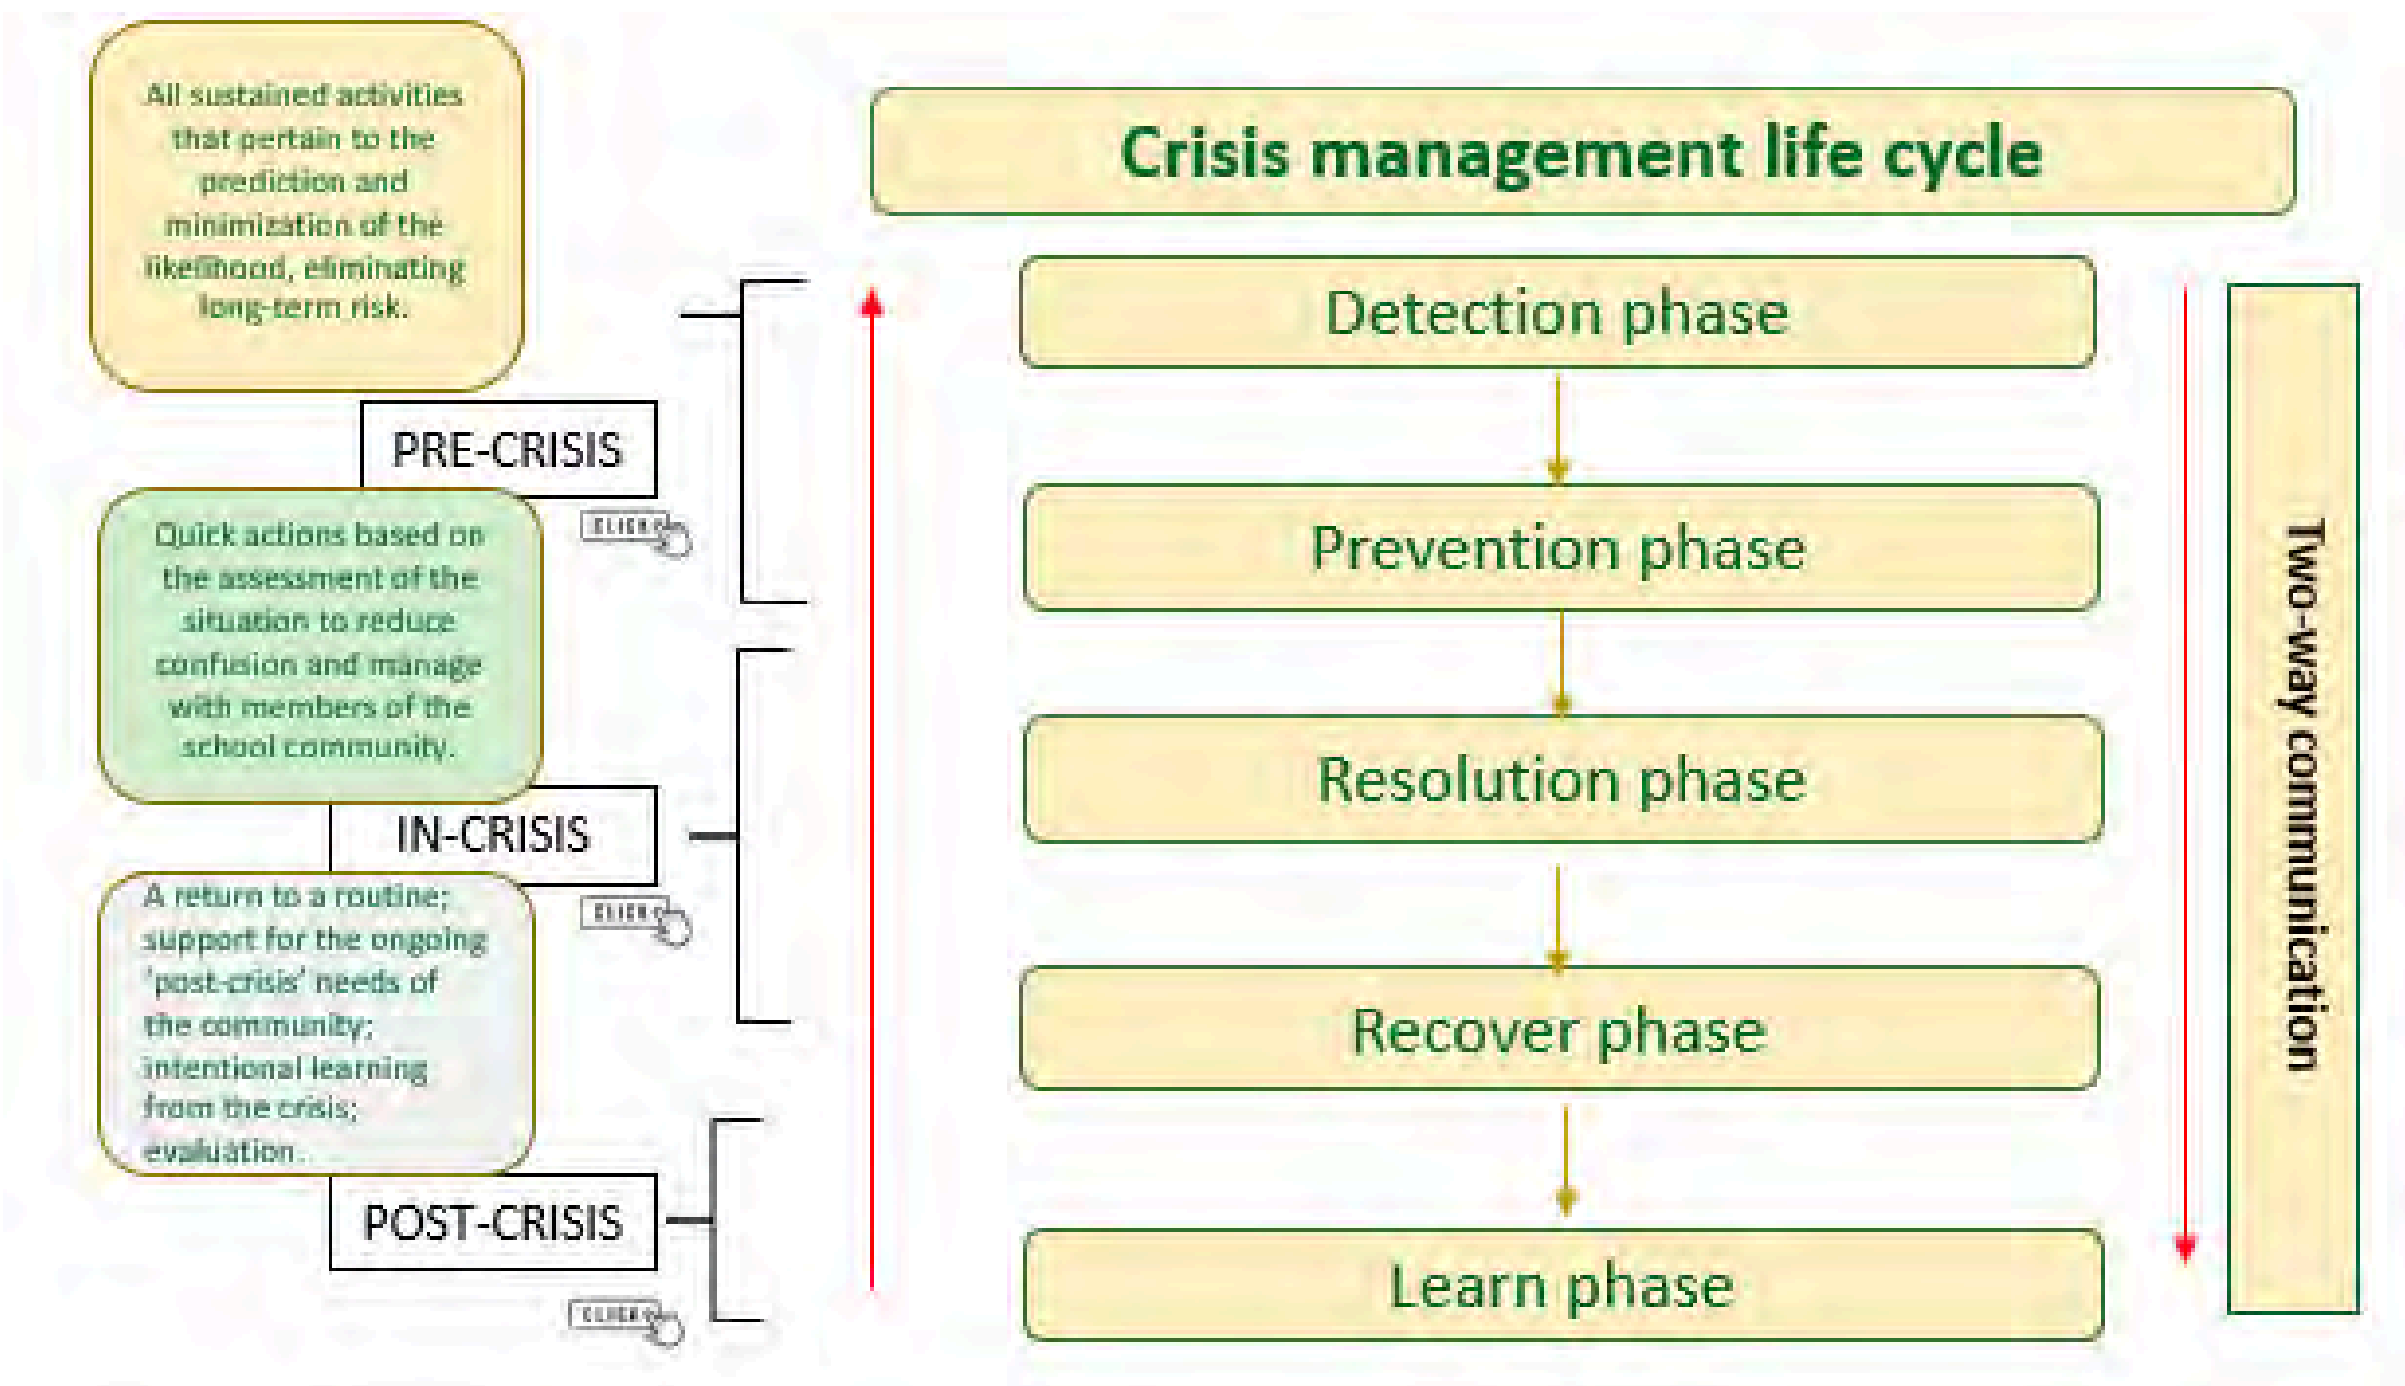 All sustained activities
that pertain to the
prediction and
minimization of the
likelihood, eliminating
long-term risk.
PRE-CRISIS
CLICK
Quick actions based on
the assessment of the
situation to reduce
confusion and manage
with members of the
school community.
IN-CRISIS
CLICK
A return to a routine;
support for the ongoing
'post-crisis' needs of
the community;
intentional learning
from the crisis;
evaluation.
POST-CRISIS
CLICK
Crisis management life cycle
Detection phase
Prevention phase
Resolution phase
Recover phase
Learn phase
Two-way communication